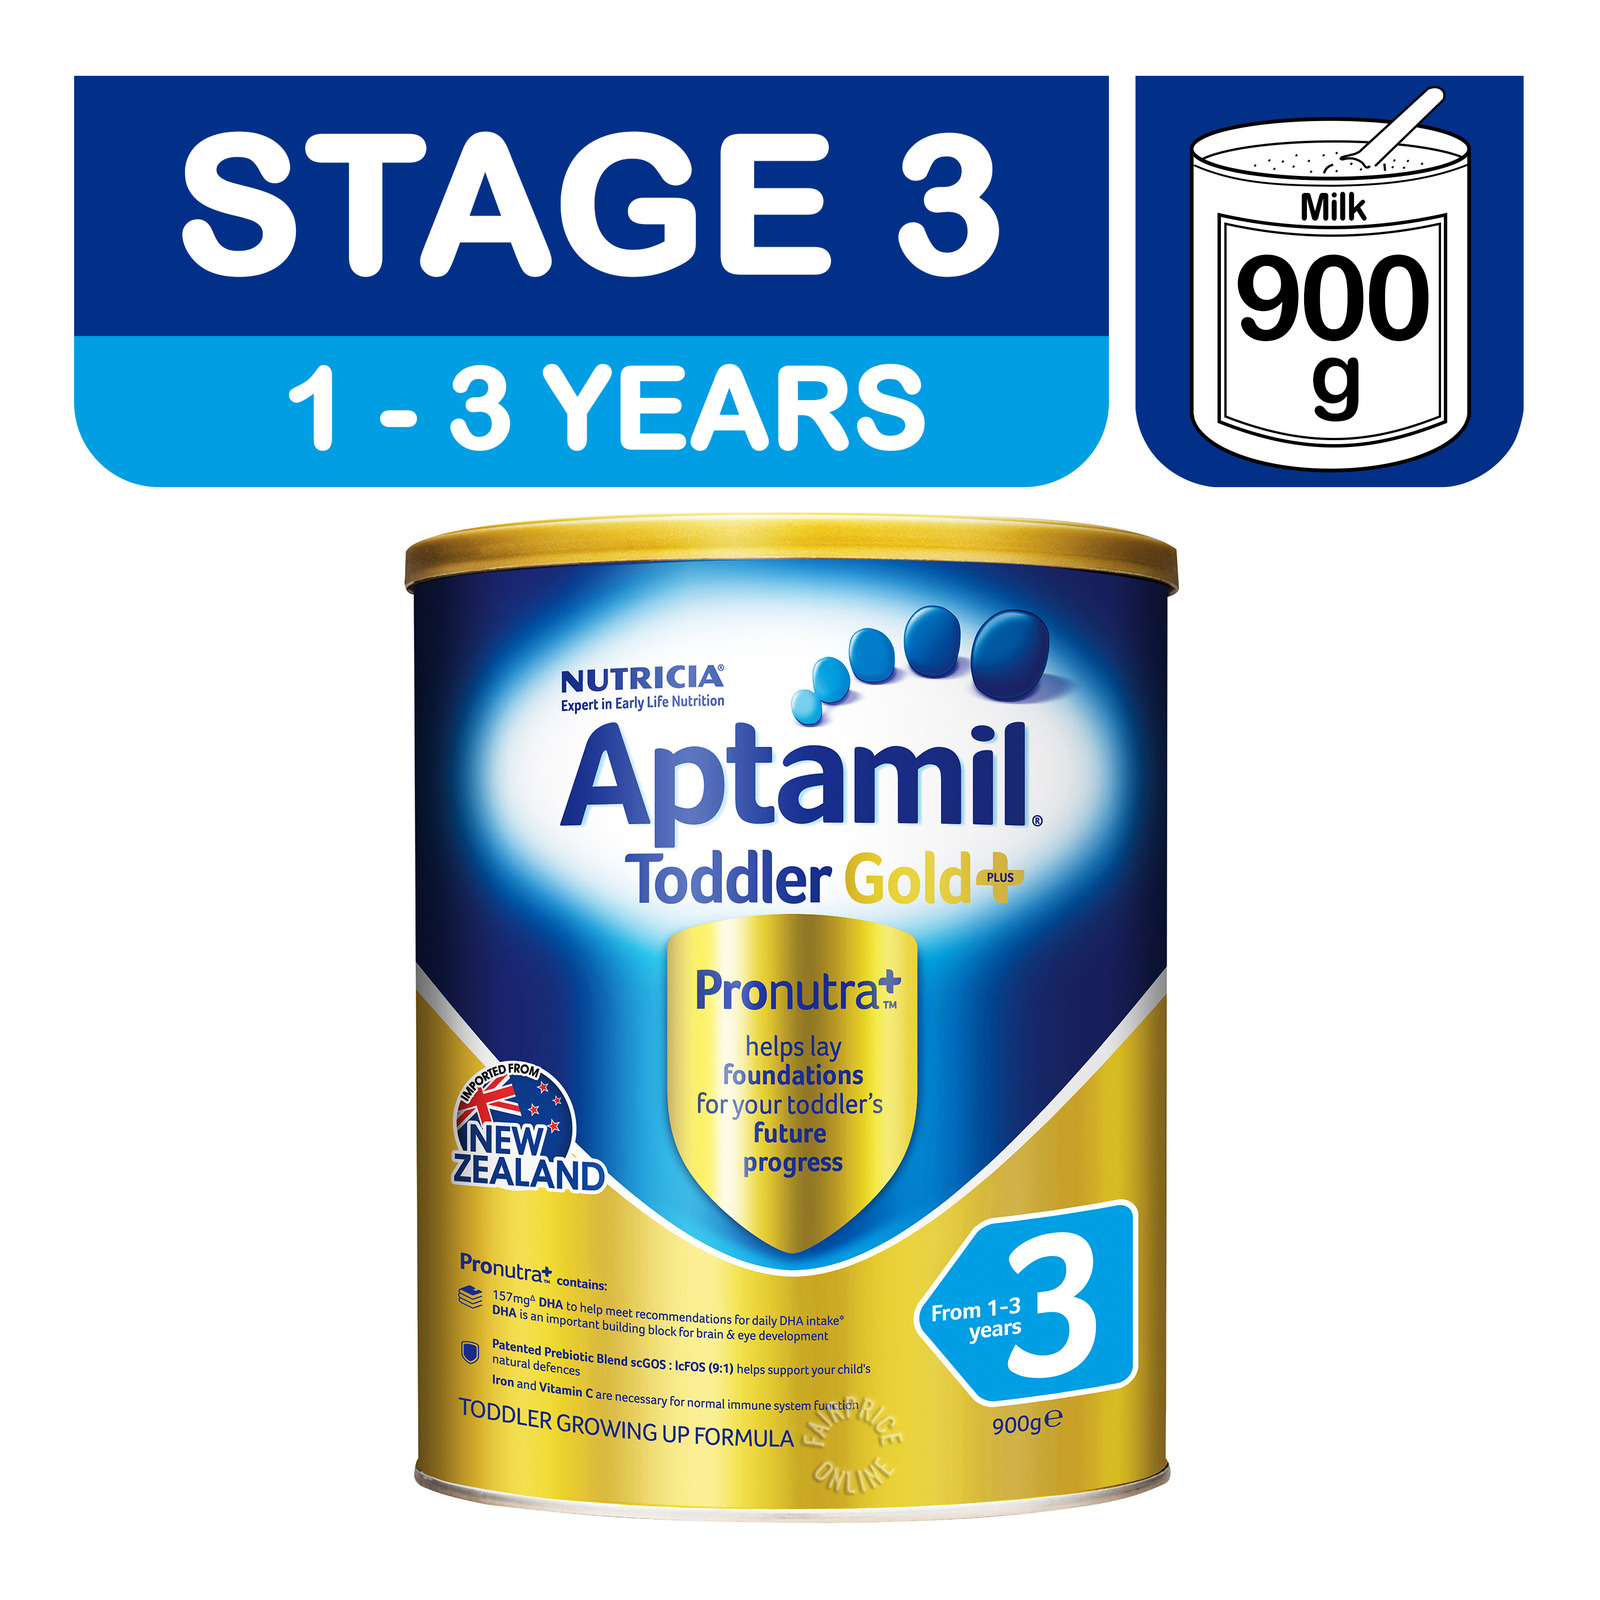 STAGE 3
1 - 3 YEARS
Milk
900
g
NUTRICIA®
Expert in Early Life Nutrition
Aptamil®
Toddler Gold+ PLUS
Pronutra+™
helps lay
foundations
for your toddler's
future
progress
IMPORTED FROM
NEW
ZEALAND
Pronutra+™ contains:
157mg∆ DHA to help meet recommendations for daily DHA intake*
DHA is an important building block for brain & eye development
Patented Prebiotic Blend scGOS : lcFOS (9:1) helps support your child's
natural defences
Iron and Vitamin C are necessary for normal immune system function
TODDLER GROWING UP FORMULA
From 1-3
years
3
900g℮
FAIRPRICE
ONLINE